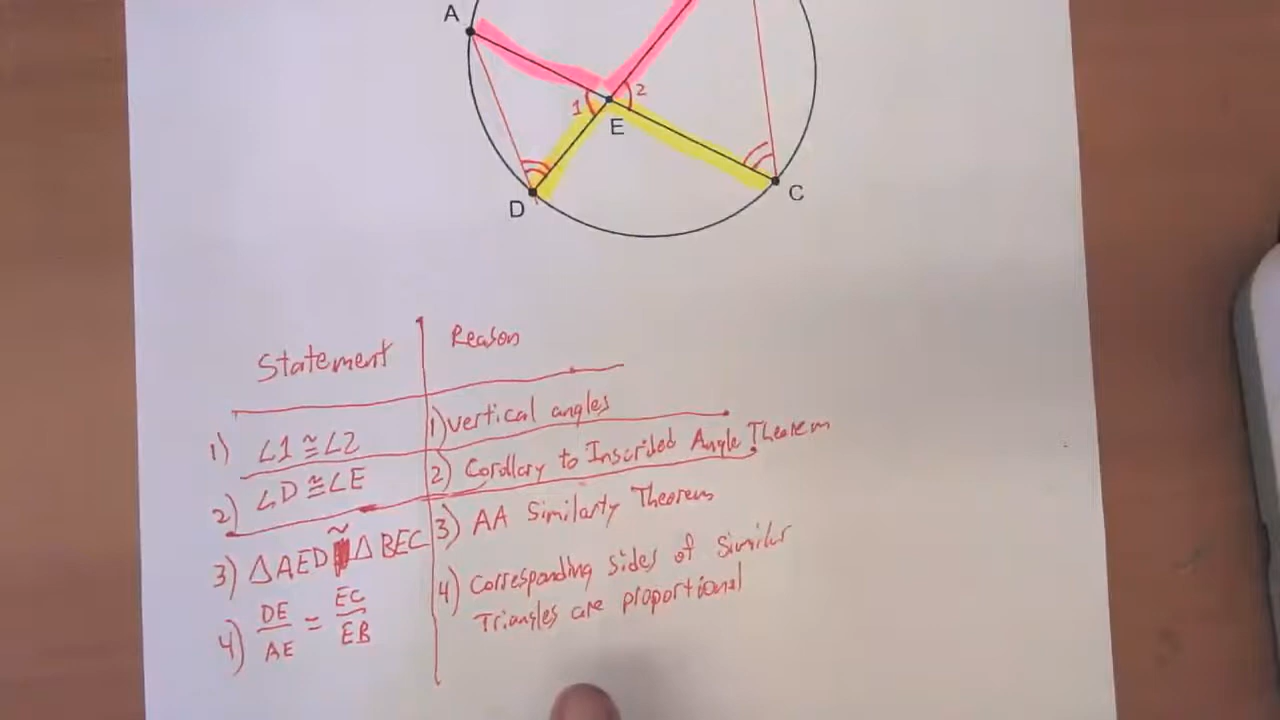 A
1
2
E
D
C
Statement
Reason
1) ∠1 ≅ ∠2
1) vertical angles
2) ∠D ≅ ∠E
2) Corollary to Inscribed Angle Theorem
3) △AED ~ △BEC
3) AA Similarity Theorem
4) DE/AE = EC/EB
4) Corresponding sides of similar
Triangles are proportional